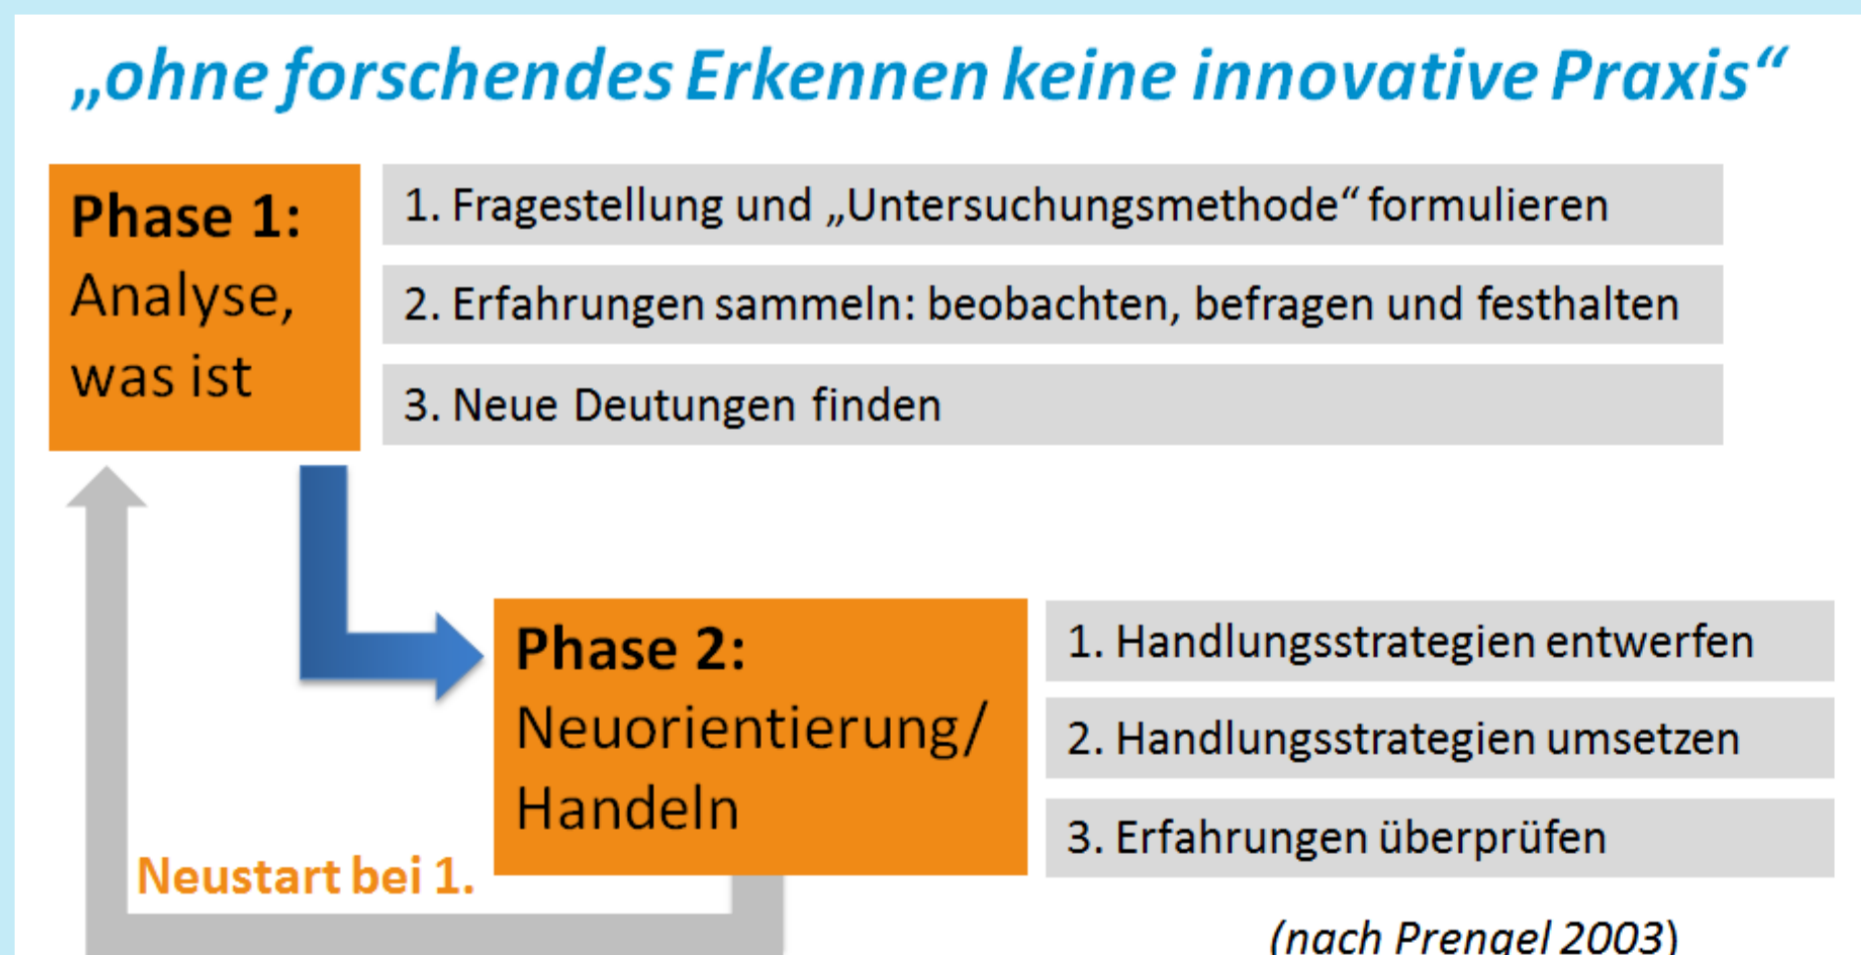 „ohne forschendes Erkennen keine innovative Praxis“
Phase 1:
Analyse,
was ist
1. Fragestellung und „Untersuchungsmethode“ formulieren
2. Erfahrungen sammeln: beobachten, befragen und festhalten
3. Neue Deutungen finden
Phase 2:
Neuorientierung/
Handeln
1. Handlungsstrategien entwerfen
2. Handlungsstrategien umsetzen
3. Erfahrungen überprüfen
Neustart bei 1.
(nach Prengel 2003)